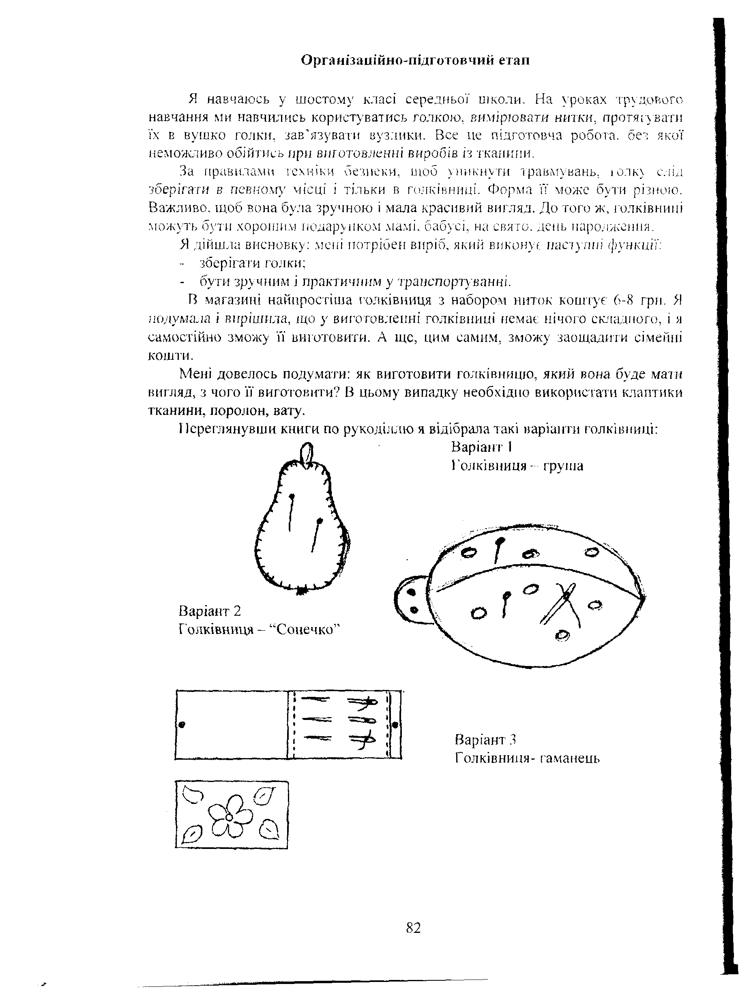 Організаційно-підготовчий етап
Я навчаюсь у шостому класі середньої школи. На уроках трудового
навчання ми навчились користуватись голкою, вимірювати нитки, протягувати
їх в вушко голки, зав'язувати вузлики. Все це підготовча робота. без якої
неможливо обійтись при виготовленні виробів із тканини.
За правилами техніки безпеки, щоб уникнути травмувань, голку слід
зберігати в певному місці і тільки в голківниці. Форма її може бути різною.
Важливо, щоб вона була зручною і мала красивий вигляд. До того ж, голківниці
можуть бути хорошим подарунком мамі, бабусі, на свято, день народження.
Я дійшла висновку: мені потрібен виріб, який виконує наступні функції:
- зберігати голки;
- бути зручним і практичним у транспортуванні.
В магазині найпростіша голківниця з набором ниток коштує 6-8 грн. Я
подумала і вирішила, що у виготовленні голківниці немає нічого складного, і я
самостійно зможу її виготовити. А ще, цим самим, зможу заощадити сімейні
кошти.
Мені довелось подумати: як виготовити голківницю, який вона буде мати
вигляд, з чого її виготовити? В цьому випадку необхідно використати клаптики
тканини, поролон, вату.
Переглянувши книги по рукоділлю я відібрала такі варіанти голківниці:
Варіант 1
Голківниця – груша
Варіант 2
Голківниця – “Сонечко”
Варіант 3
Голківниця- гаманець
82